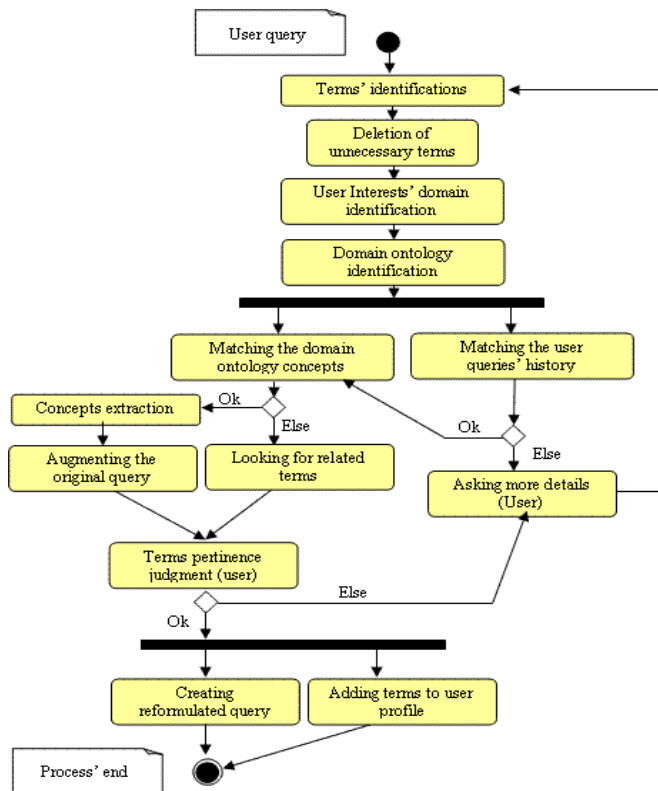 User query
Terms' identifications
Deletion of
unnecessary terms
User Interests' domain
identification
Domain ontology
identification
Matching the domain
ontology concepts
Matching the user
queries' history
Ok
Concepts extraction
Else
Ok
Else
Augmenting the
original query
Looking for related
terms
Asking more details
(User)
Terms pertinence
judgment (user)
Else
Ok
Creating
reformulated query
Adding terms to user
profile
Process' end